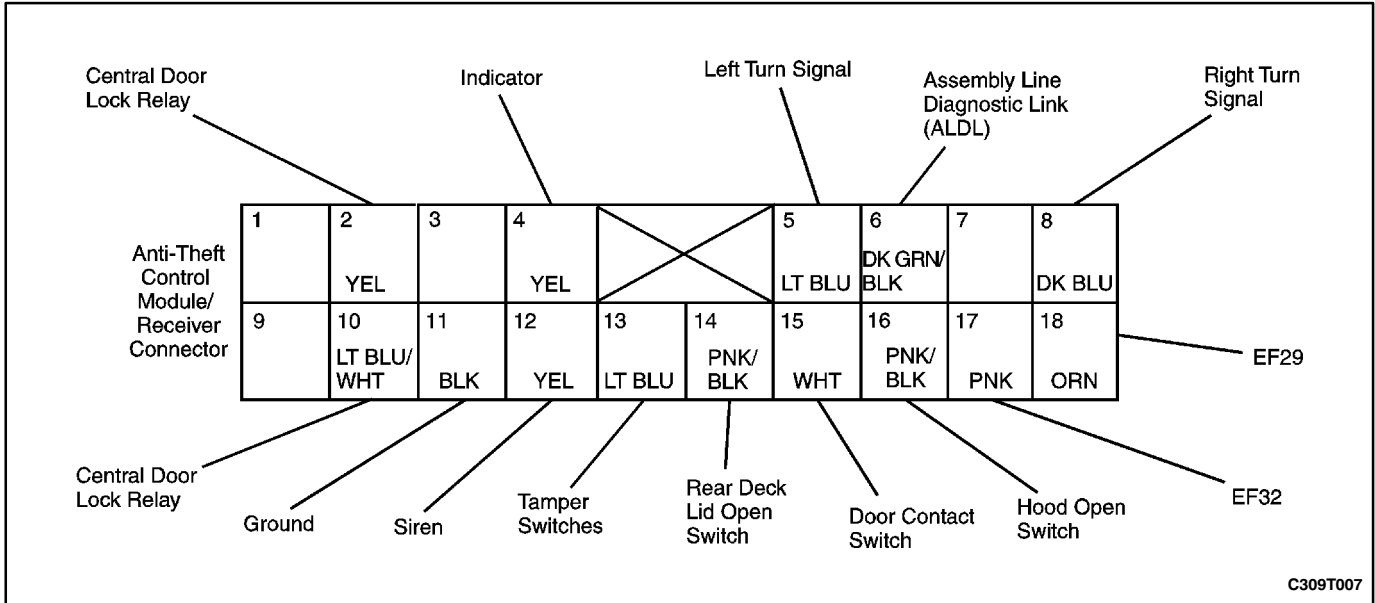 Central Door
Lock Relay
Indicator
Left Turn Signal
Assembly Line
Diagnostic Link
(ALDL)
Right Turn
Signal
Anti-Theft
Control
Module/
Receiver
Connector
1
2
YEL
3
4
YEL
5
LT BLU
6
DK GRN/
BLK
7
8
DK BLU
9
10
LT BLU/
WHT
11
BLK
12
YEL
13
LT BLU
14
PNK/
BLK
15
WHT
16
PNK/
BLK
17
PNK
18
ORN
EF29
Central Door
Lock Relay
Ground
Siren
Tamper
Switches
Rear Deck
Lid Open
Switch
Door Contact
Switch
Hood Open
Switch
EF32
C309T007